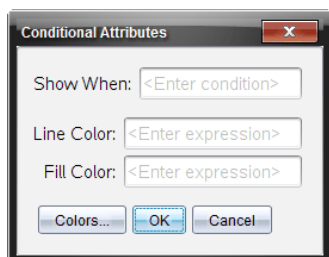 Conditional Attributes
X
Show When: <Enter condition>
Line Color: <Enter expression>
Fill Color: <Enter expression>
Colors... OK Cancel